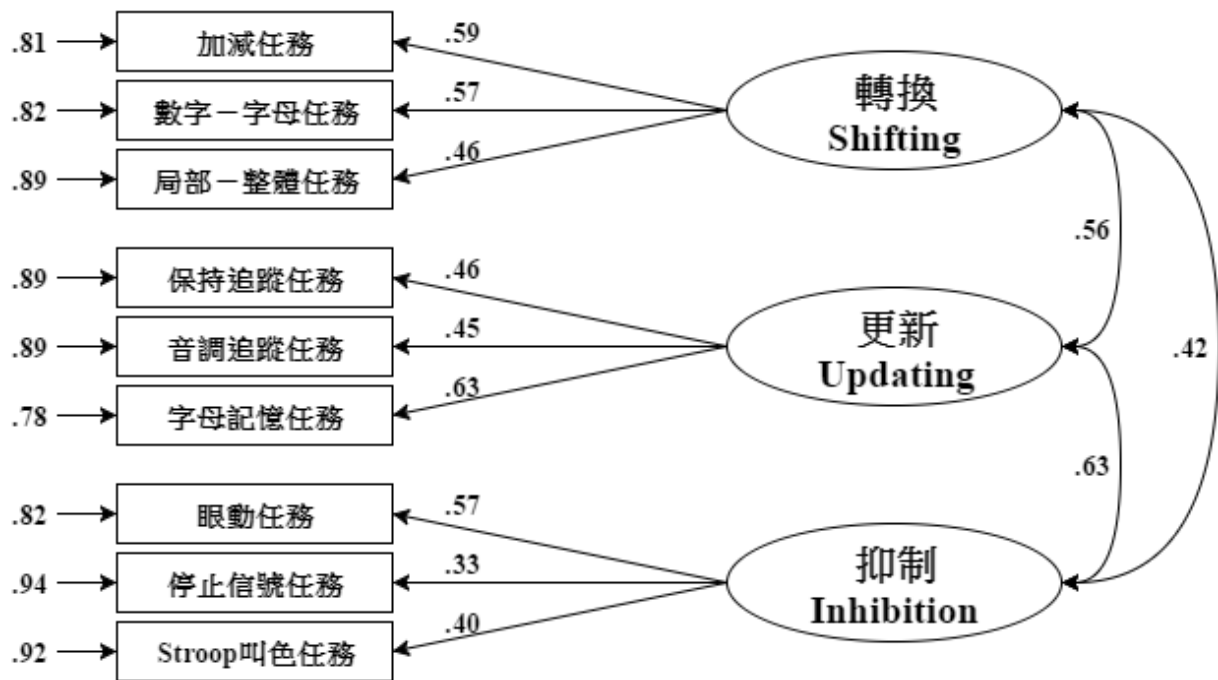 .81
加減任務
.59
.82
數字－字母任務
.57
.89
局部－整體任務
.46
轉換
Shifting
.56
.42
.89
保持追蹤任務
.46
.89
音調追蹤任務
.45
.78
字母記憶任務
.63
更新
Updating
.63
.82
眼動任務
.57
.94
停止信號任務
.33
.92
Stroop叫色任務
.40
抑制
Inhibition